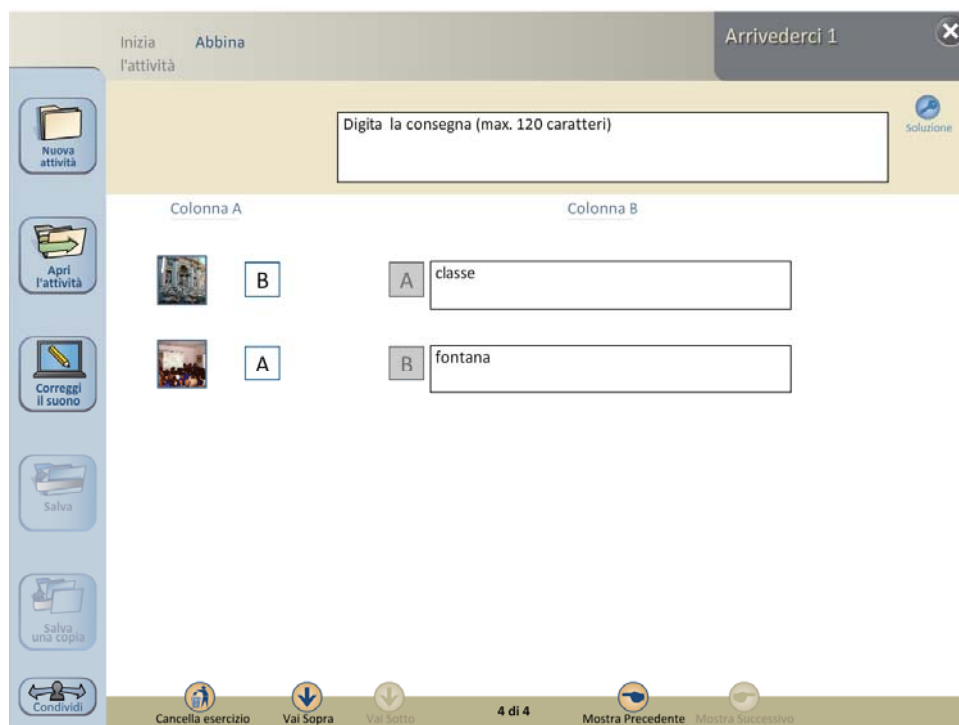 Inizia
l'attività
Abbina
Arrivederci 1
Digita la consegna (max. 120 caratteri)
Soluzione
Nuova
attività
Apri
l'attività
Correggi
il suono
Salva
Salva
una copia
Condividi
Colonna A
Colonna B
B
A
classe
A
B
fontana
Cancella esercizio
Vai Sopra
Vai Sotto
4 di 4
Mostra Precedente
Mostra Successivo